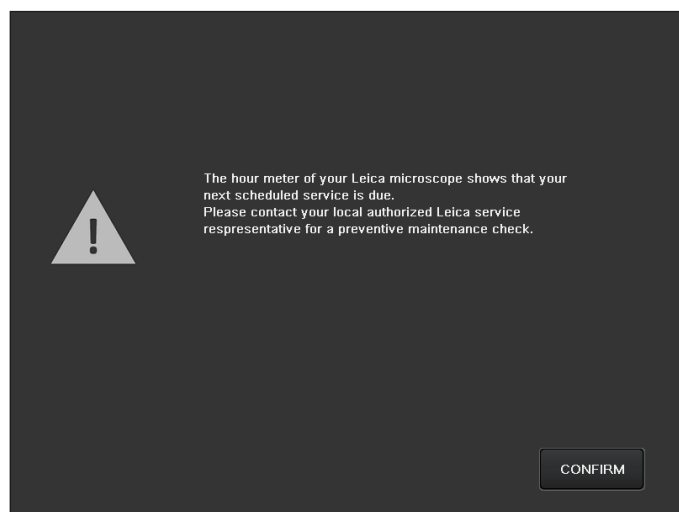 The hour meter of your Leica microscope shows that your
next scheduled service is due.
Please contact your local authorized Leica service
respresentative for a preventive maintenance check.
!
CONFIRM